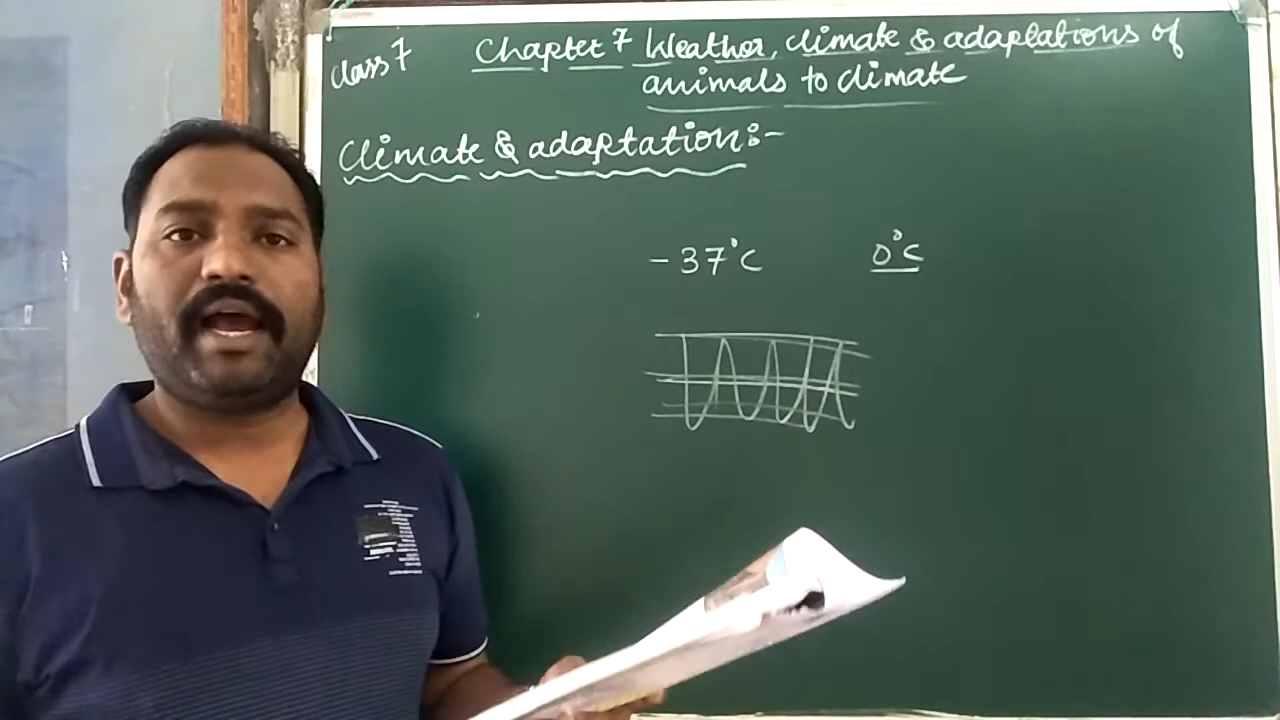 Class 7
Chapter 7 Weather, climate & adaptations of
animals to climate
Climate & adaptation:-
-37°C 0°C